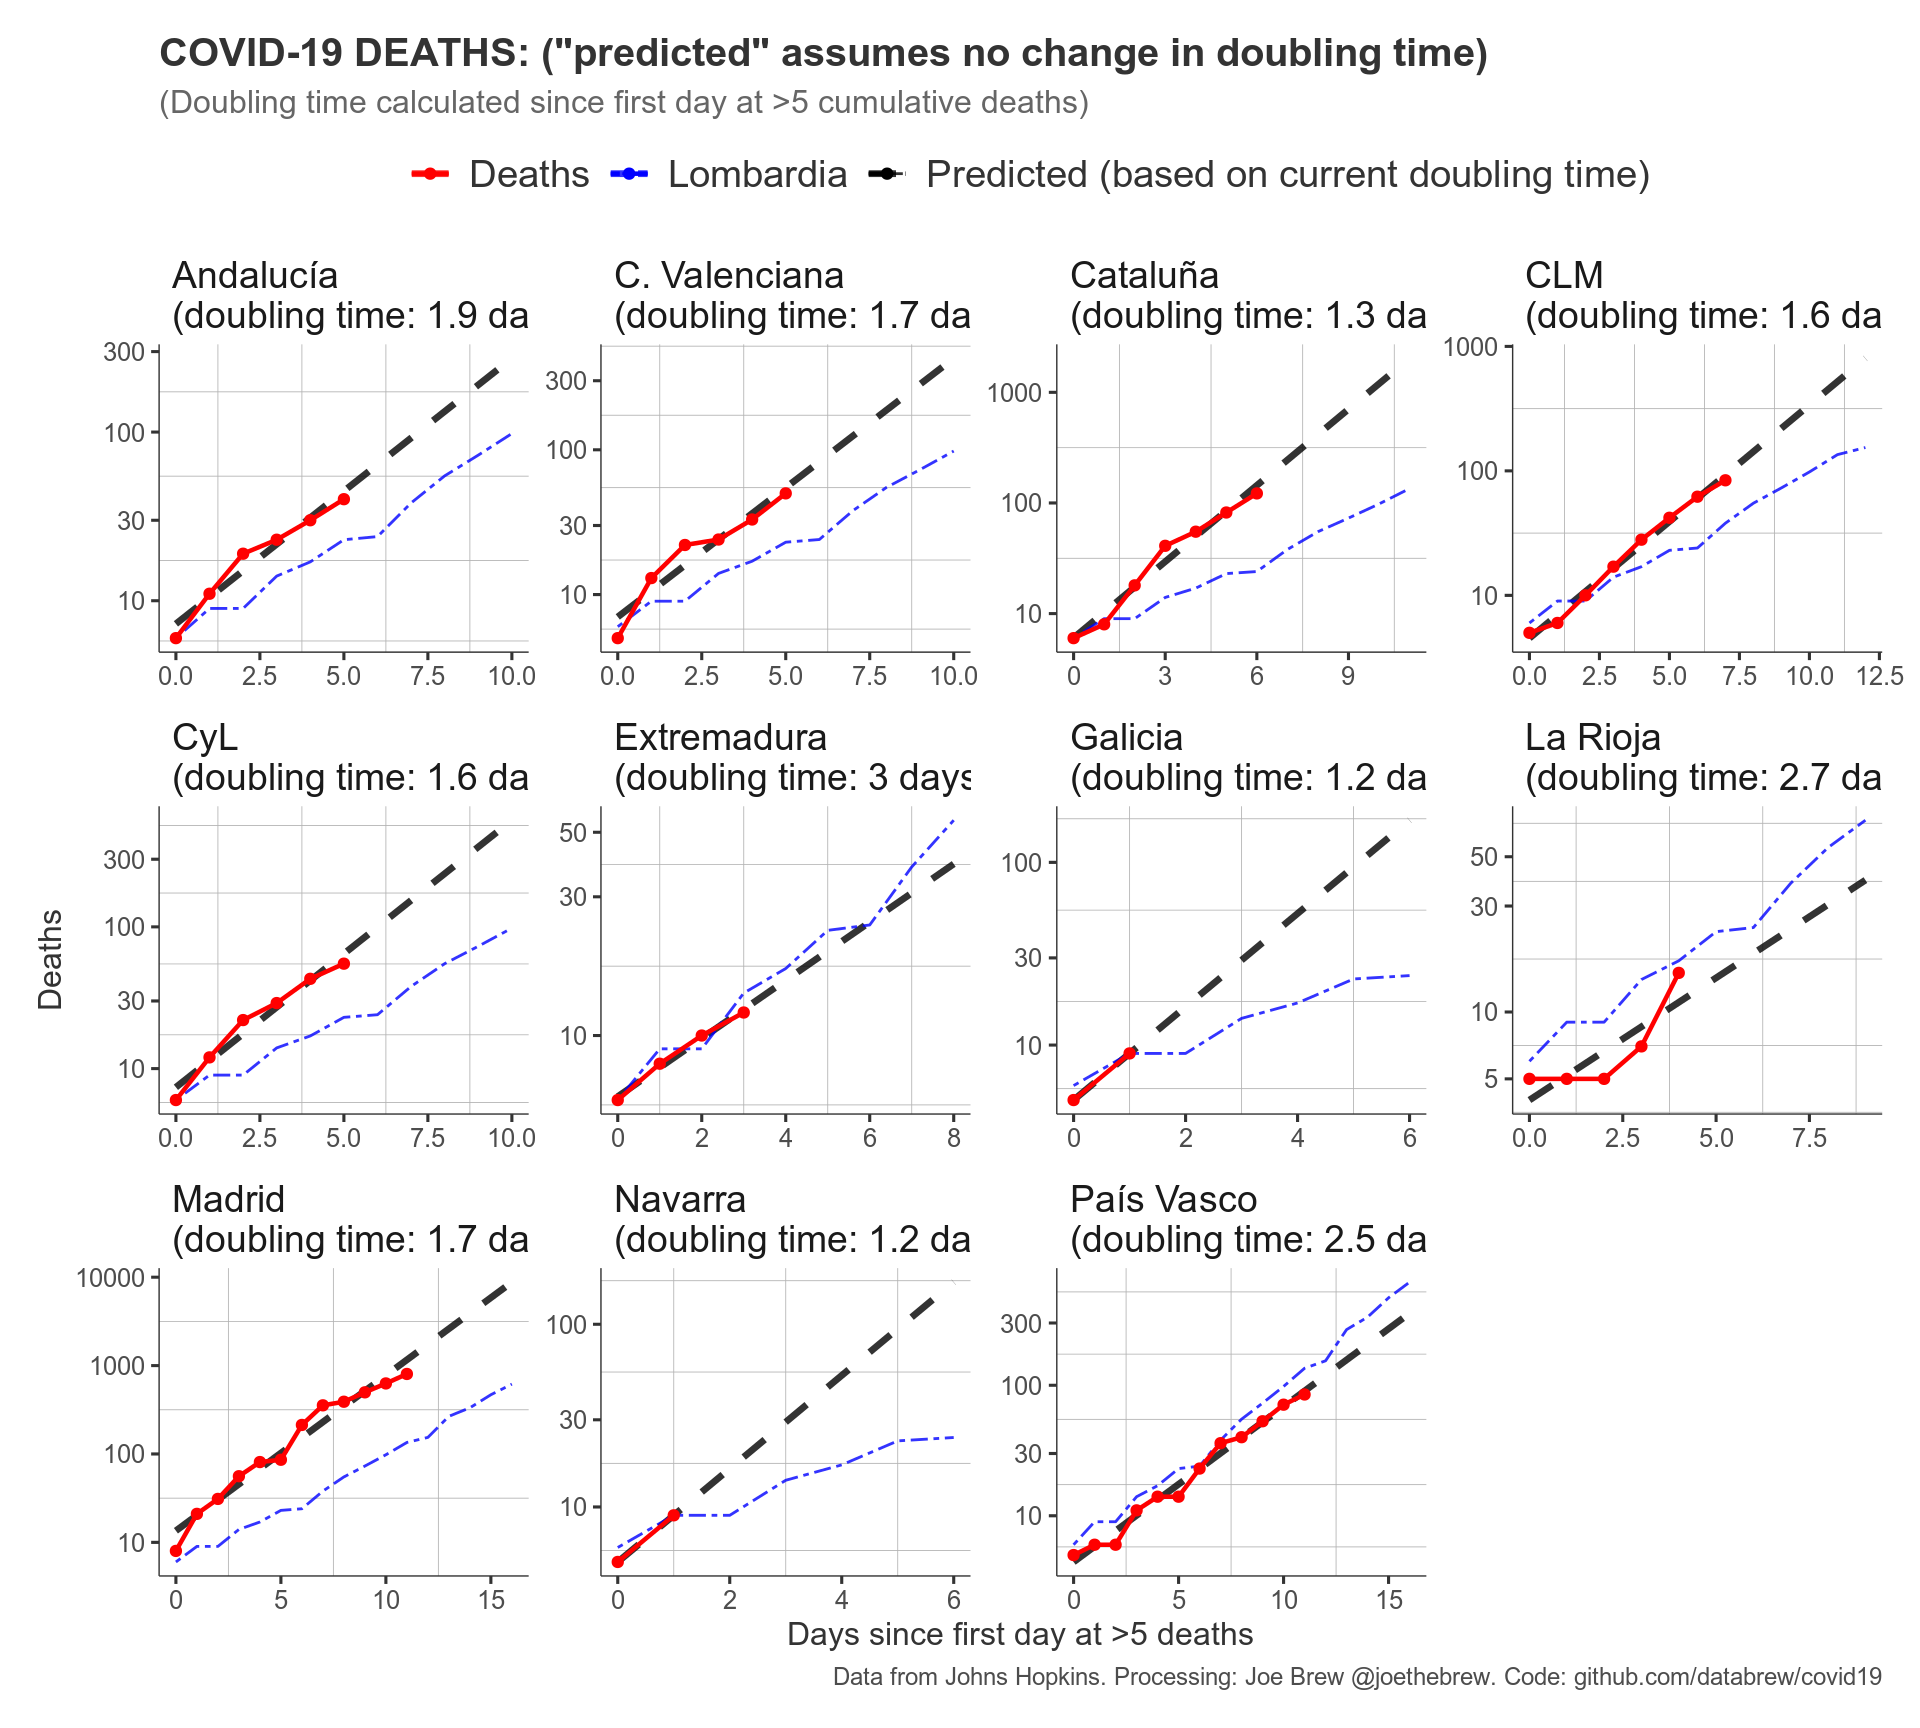 COVID-19 DEATHS: ("predicted" assumes no change in doubling time)
(Doubling time calculated since first day at >5 cumulative deaths)
Deaths Lombardia Predicted (based on current doubling time)
Andalucía C. Valenciana Cataluña CLM
(doubling time: 1.9 da (doubling time: 1.7 da (doubling time: 1.3 da (doubling time: 1.6 da
300
100
30
10
0.0 2.5 5.0 7.5 10.0
300
100
30
10
0.0 2.5 5.0 7.5 10.0
1000
100
10
0 3 6 9
1000
100
10
0.0 2.5 5.0 7.5 10.0 12.5
CyL Extremadura Galicia La Rioja
(doubling time: 1.6 da (doubling time: 3 days (doubling time: 1.2 da (doubling time: 2.7 da
300
100
30
10
0.0 2.5 5.0 7.5 10.0
50
30
10
0 2 4 6 8
100
30
10
0 2 4 6
50
30
10
5
0.0 2.5 5.0 7.5
Deaths
Madrid Navarra País Vasco
(doubling time: 1.7 da (doubling time: 1.2 da (doubling time: 2.5 da
10000
1000
100
10
0 5 10 15
100
30
10
0 2 4 6
300
100
30
10
0 5 10 15
Days since first day at >5 deaths
Data from Johns Hopkins. Processing: Joe Brew @joethebrew. Code: github.com/databrew/covid19